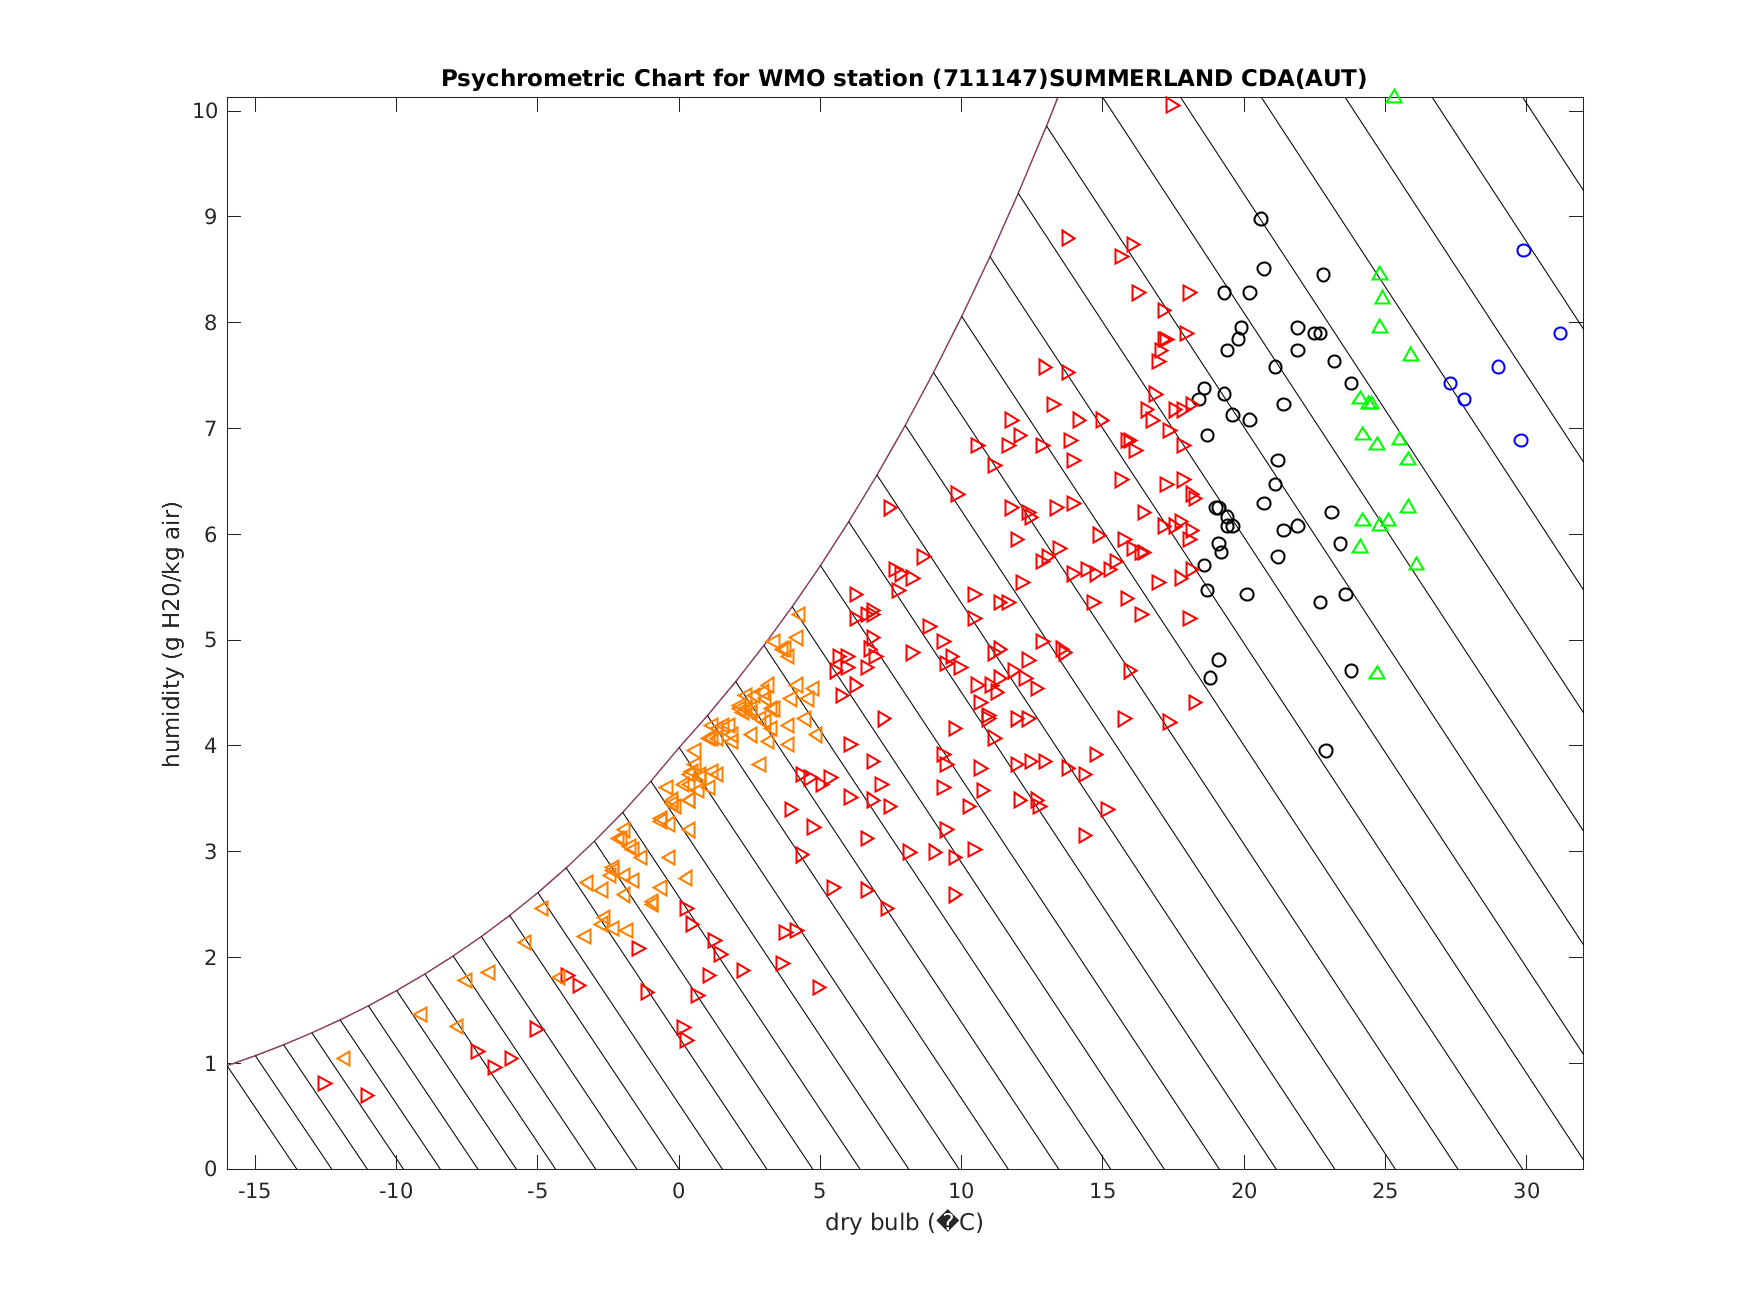 Psychrometric Chart for WMO station (711147)SUMMERLAND CDA(AUT)
10
9
8
7
6
5
4
3
2
1
0
humidity (g H20/kg air)
-15 -10 -5 0 5 10 15 20 25 30
dry bulb (�C)